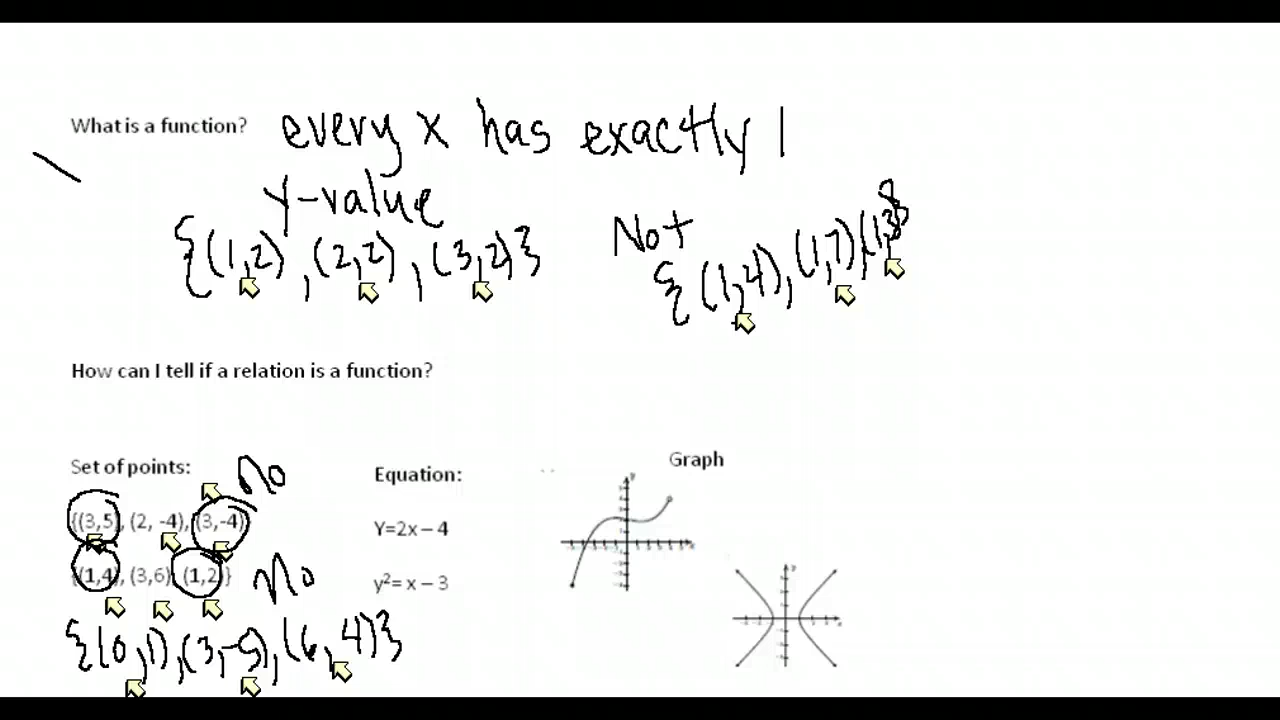 What is a function? every x has exactly 1
y-value
{(1,2), (2,2), (3,2)}
Not
{(1,4), (1,7), (1,
How can I tell if a relation is a function?
Set of points: No
{(3,5), (2, -4), (3,-4)}
{(1,4), (3,6), (1,2)} No
{(0,1), (3,-5), (6,4)}
Equation:
Y=2x – 4
y²= x – 3
Graph